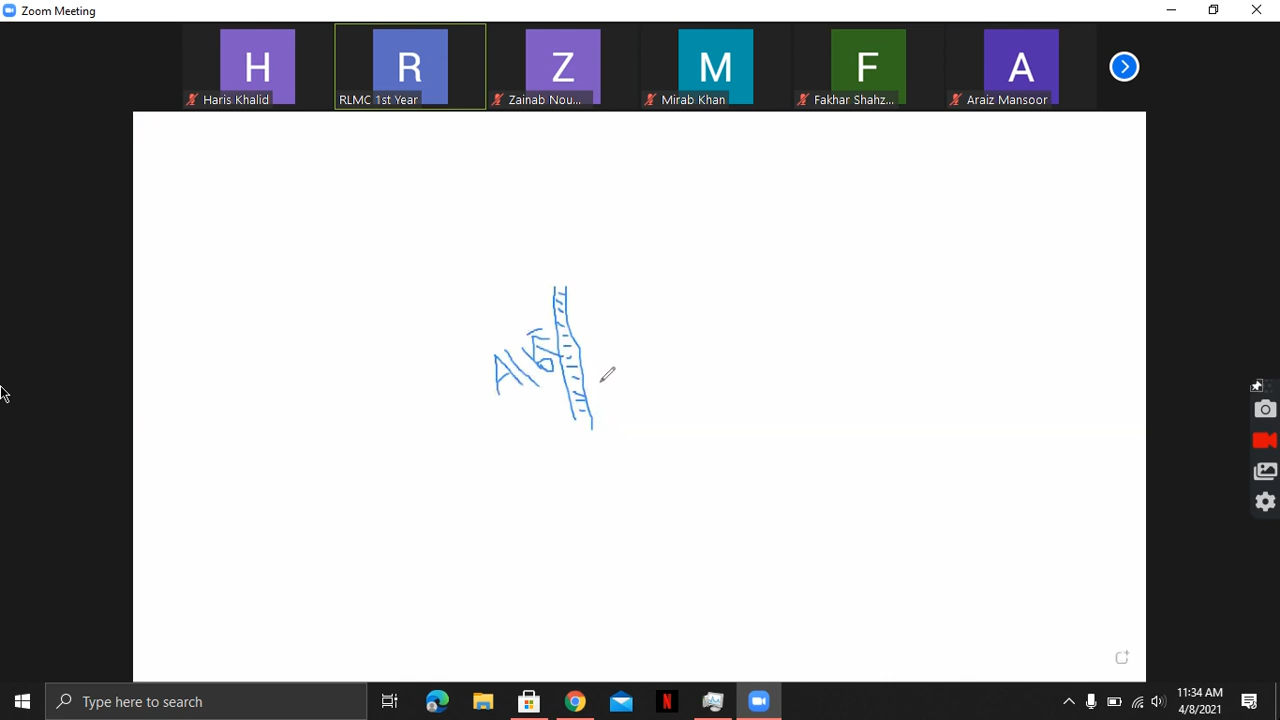 Zoom Meeting
H
R
Z
M
F
A
Haris Khalid
RLMC 1st Year
Zainab Nou...
Mirab Khan
Fakhar Shahz...
Araiz Mansoor
Type here to search
N
11:34 AM
4/8/2021